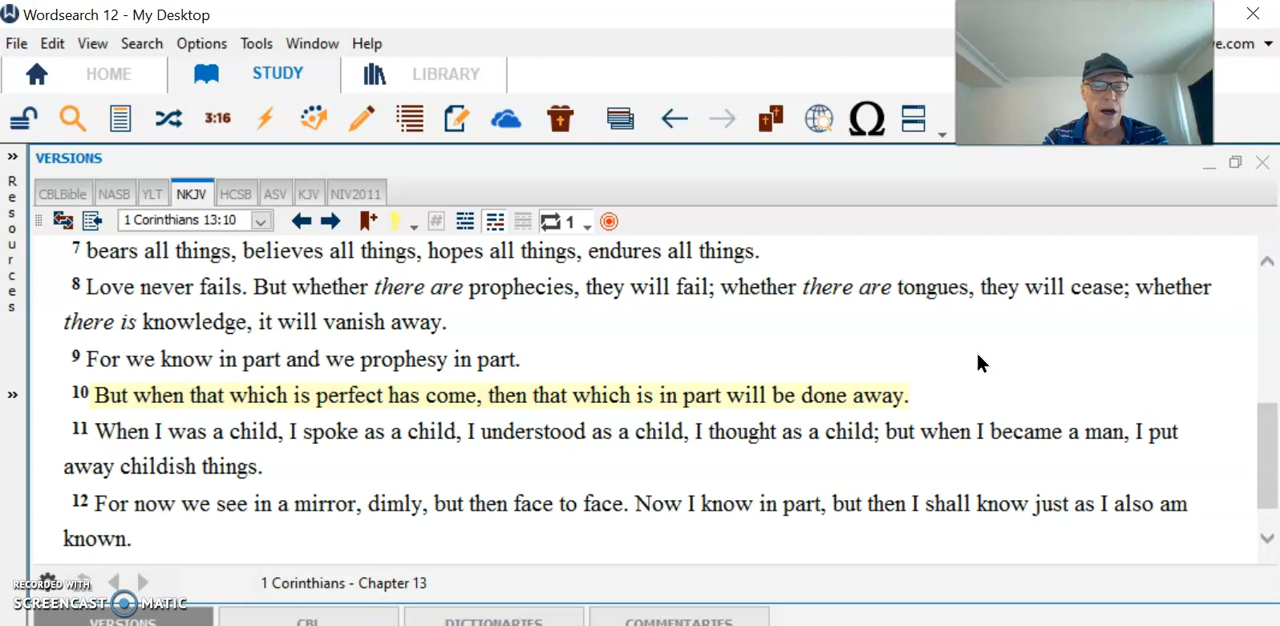 Wordsearch 12 - My Desktop
File Edit View Search Options Tools Window Help
e.com
HOME STUDY LIBRARY
3:16
VERSIONS
Resources
CBLBible NASB YLT NKJV HCSB ASV KJV NIV2011
1 Corinthians 13:10
# 1
7 bears all things, believes all things, hopes all things, endures all things.
8 Love never fails. But whether there are prophecies, they will fail; whether there are tongues, they will cease; whether
there is knowledge, it will vanish away.
9 For we know in part and we prophesy in part.
10 But when that which is perfect has come, then that which is in part will be done away.
11 When I was a child, I spoke as a child, I understood as a child, I thought as a child; but when I became a man, I put
away childish things.
12 For now we see in a mirror, dimly, but then face to face. Now I know in part, but then I shall know just as I also am
known.
1 Corinthians - Chapter 13
RECORDED WITH
SCREENCAST MATIC
VERSIONS CBL DICTIONARIES COMMENTARIES